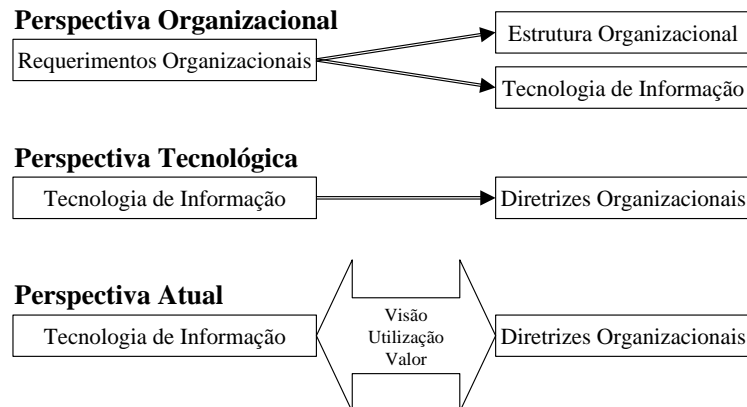 Perspectiva Organizacional
Requerimentos Organizacionais
Estrutura Organizacional
Tecnologia de Informação
Perspectiva Tecnológica
Tecnologia de Informação
Diretrizes Organizacionais
Perspectiva Atual
Tecnologia de Informação
Visão
Utilização
Valor
Diretrizes Organizacionais